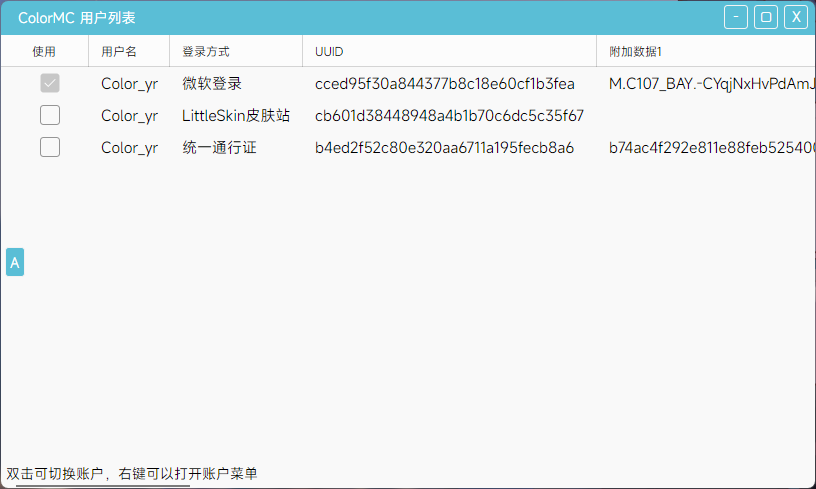 ColorMC 用户列表
使用 用户名 登录方式 UUID 附加数据1
Color_yr 微软登录 cced95f30a844377b8c18e60cf1b3fea M.C107_BAY.-CYqjNxHvPdAmJ
Color_yr LittleSkin皮肤站 cb601d38448948a4b1b70c6dc5c35f67
Color_yr 统一通行证 b4ed2f52c80e320aa6711a195fecb8a6 b74ac4f292e811e88feb525400
A
双击可切换账户，右键可以打开账户菜单